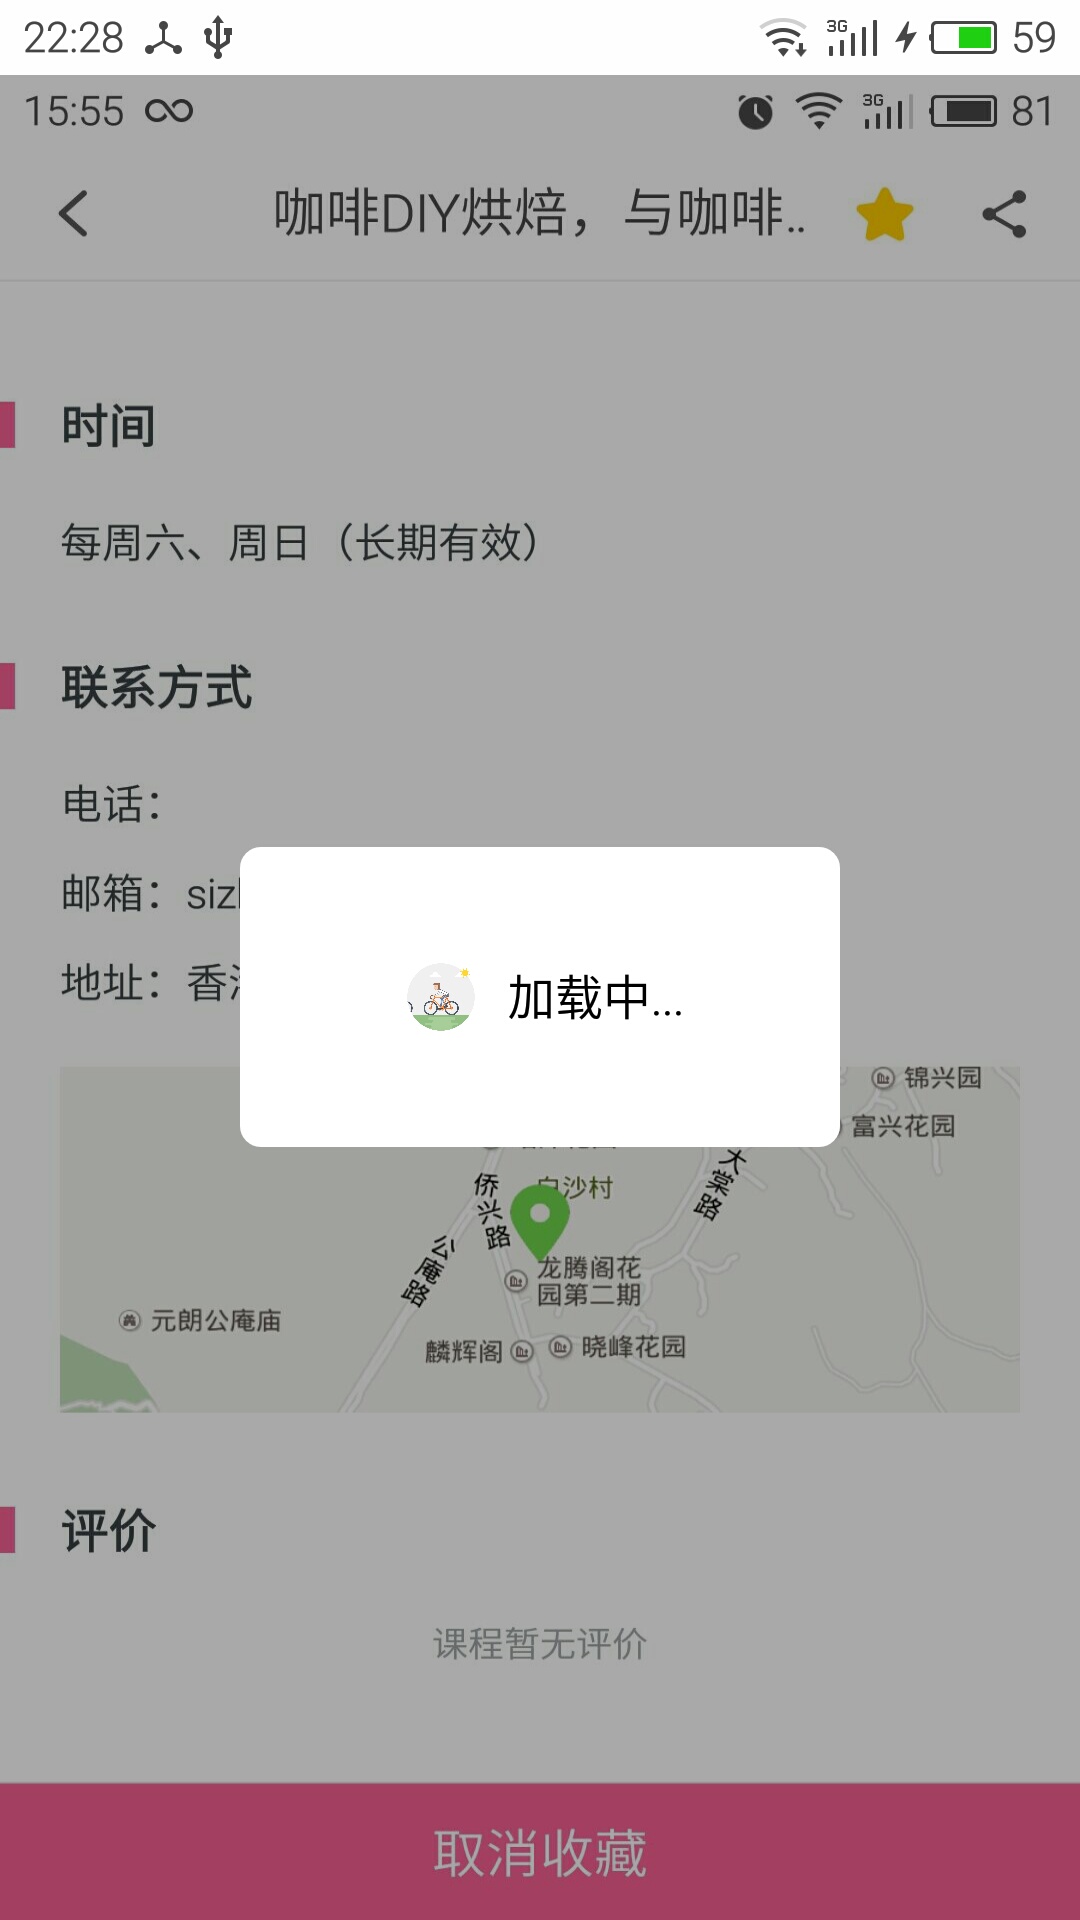 22:28
3G
59
15:55
3G
81
咖啡DIY烘焙，与咖啡..
时间
每周六、周日（长期有效）
联系方式
电话：
邮箱：siz
地址：香
加载中...
锦兴园
富兴花园
大棠路
侨兴路
白沙村
公庵路
龙腾阁花
园第二期
元朗公庵庙
麟辉阁
晓峰花园
评价
课程暂无评价
取消收藏